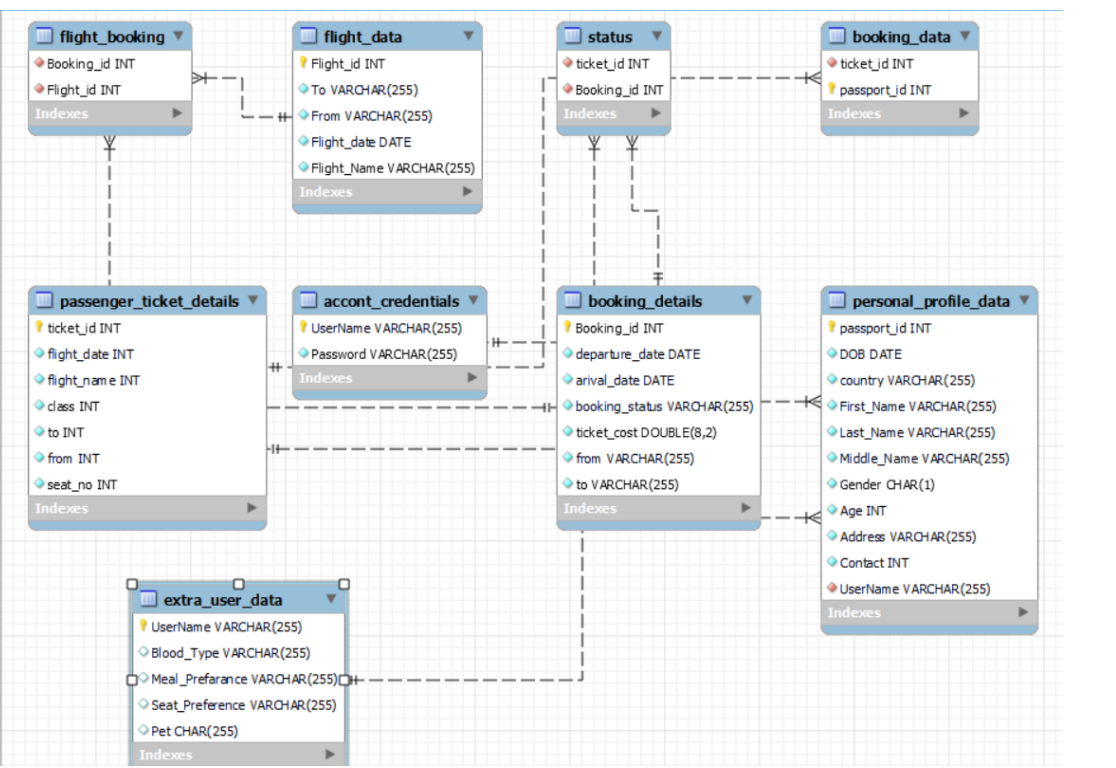 flight_booking
Booking_id INT
Flight_id INT
Indexes
flight_data
Flight_id INT
To VARCHAR(255)
From VARCHAR(255)
Flight_date DATE
Flight_Name VARCHAR(255)
Indexes
status
ticket_id INT
Booking_id INT
Indexes
booking_data
ticket_id INT
passport_id INT
Indexes
passenger_ticket_details
ticket_id INT
flight_date INT
flight_name INT
class INT
to INT
from INT
seat_no INT
Indexes
accont_credentials
UserName VARCHAR(255)
Password VARCHAR(255)
Indexes
booking_details
Booking_id INT
departure_date DATE
arival_date DATE
booking_status VARCHAR(255)
ticket_cost DOUBLE(8,2)
from VARCHAR(255)
to VARCHAR(255)
Indexes
personal_profile_data
passport_id INT
DOB DATE
country VARCHAR(255)
First_Name VARCHAR(255)
Last_Name VARCHAR(255)
Middle_Name VARCHAR(255)
Gender CHAR(1)
Age INT
Address VARCHAR(255)
Contact INT
UserName VARCHAR(255)
Indexes
extra_user_data
UserName VARCHAR(255)
Blood_Type VARCHAR(255)
Meal_Prefarance VARCHAR(255)
Seat_Preference VARCHAR(255)
Pet CHAR(255)
Indexes